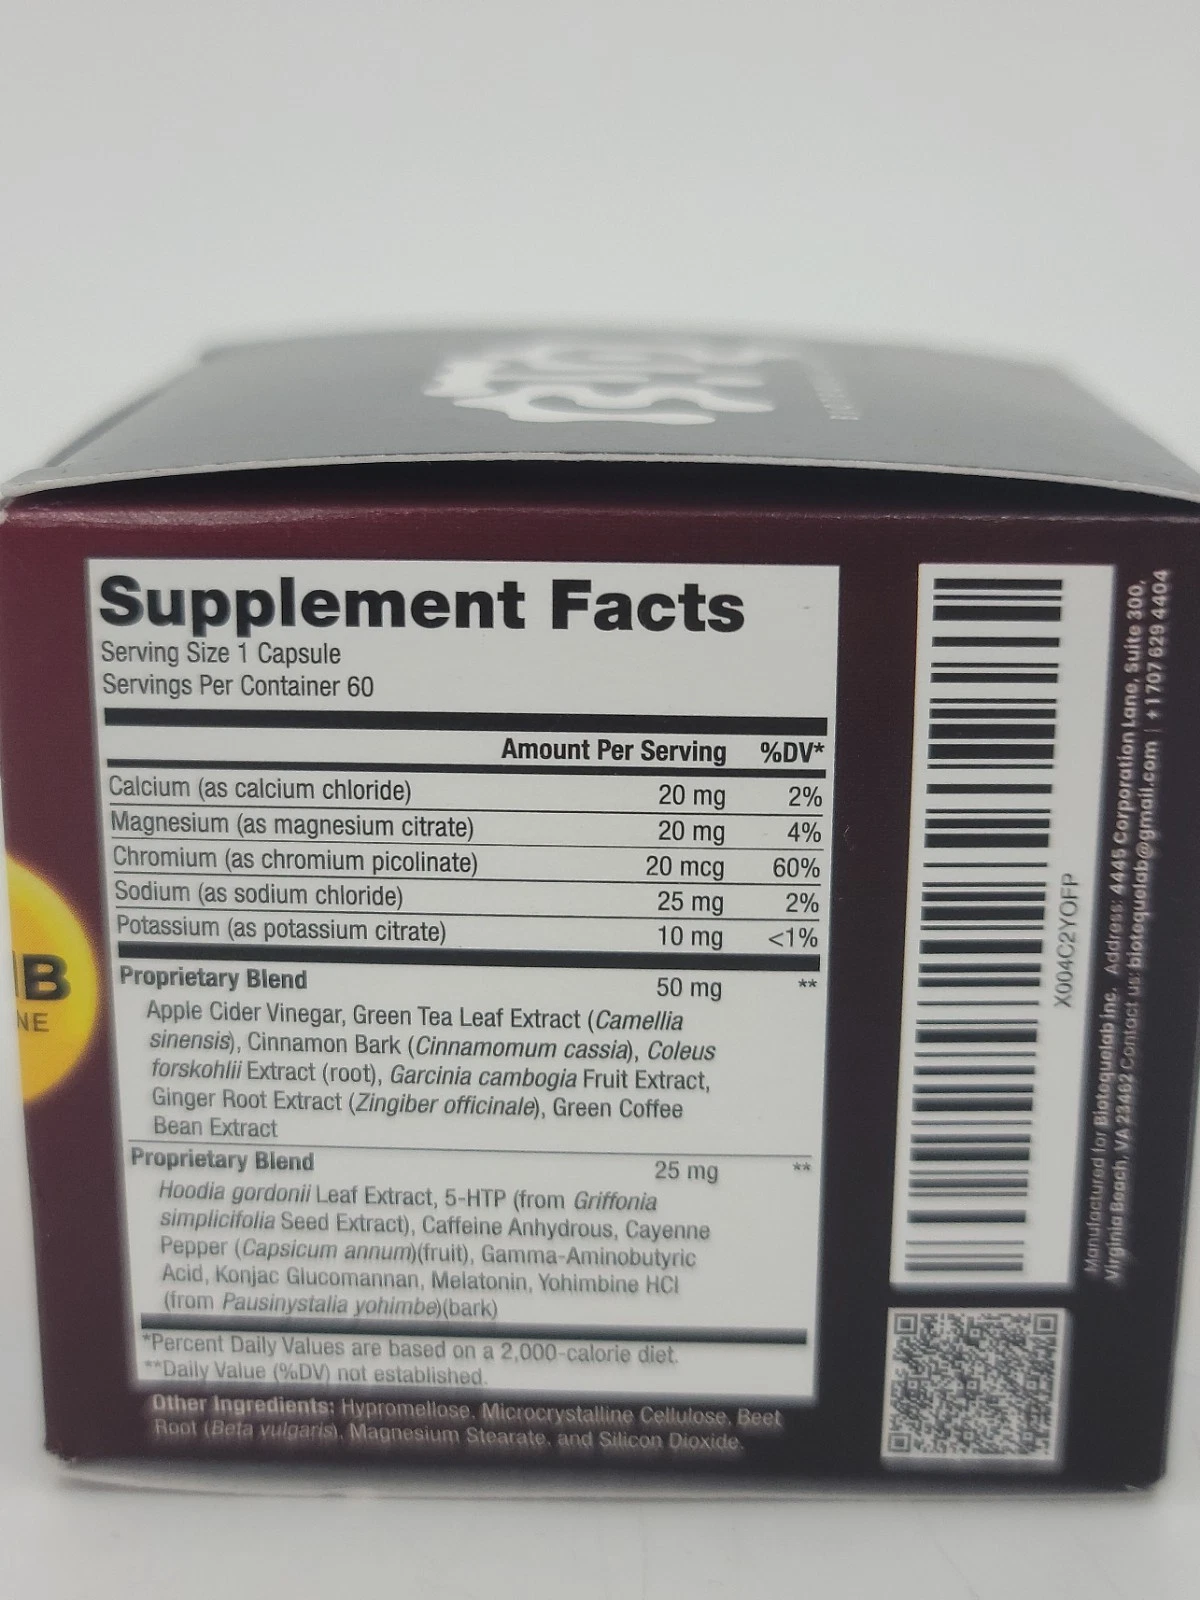 Supplement Facts
Serving Size 1 Capsule
Servings Per Container 60
Amount Per Serving %DV*
Calcium (as calcium chloride) 20 mg 2%
Magnesium (as magnesium citrate) 20 mg 4%
Chromium (as chromium picolinate) 20 mcg 60%
Sodium (as sodium chloride) 25 mg 2%
Potassium (as potassium citrate) 10 mg <1%
Proprietary Blend 50 mg **
Apple Cider Vinegar, Green Tea Leaf Extract (Camellia
sinensis), Cinnamon Bark (Cinnamomum cassia), Coleus
forskohlii Extract (root), Garcinia cambogia Fruit Extract,
Ginger Root Extract (Zingiber officinale), Green Coffee
Bean Extract
Proprietary Blend 25 mg **
Hoodia gordonii Leaf Extract, 5-HTP (from Griffonia
simplicifolia Seed Extract), Caffeine Anhydrous, Cayenne
Pepper (Capsicum annum)(fruit), Gamma-Aminobutyric
Acid, Konjac Glucomannan, Melatonin, Yohimbine HCl
(from Pausinystalia yohimbe)(bark)
*Percent Daily Values are based on a 2,000-calorie diet.
**Daily Value (%DV) not established.
Other Ingredients: Hypromellose, Microcrystalline Cellulose, Beet
Root (Beta vulgaris), Magnesium Stearate, and Silicon Dioxide.
X004C2YOFP
Manufactured for Biotequelab inc. Address: 4445 Corporation Lane, Suite 300,
Virginia Beach, VA 23462 Contact us: biotequelab@gmail.com | +1 707 629 4404